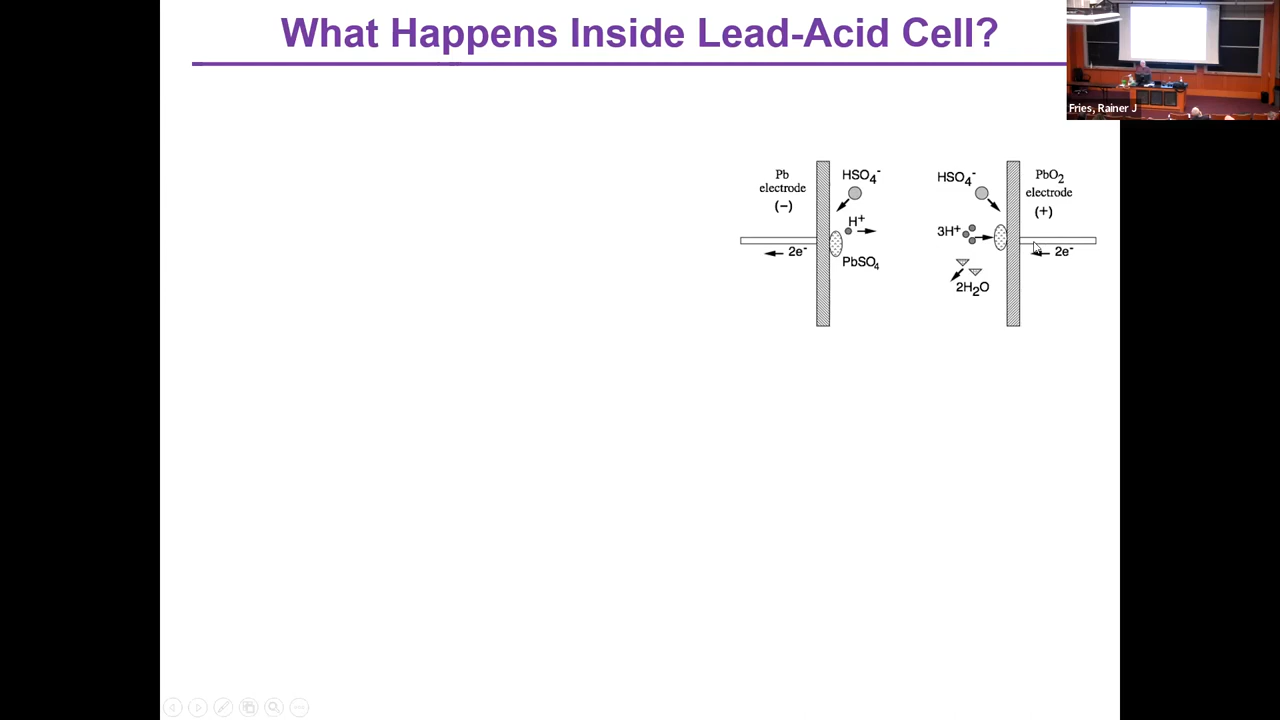 What Happens Inside Lead-Acid Cell?
Fries, Rainer J
Pb
electrode
(−)
HSO4-
H+
PbSO4
2e-
HSO4-
3H+
2H2O
PbO2
electrode
(+)
2e-